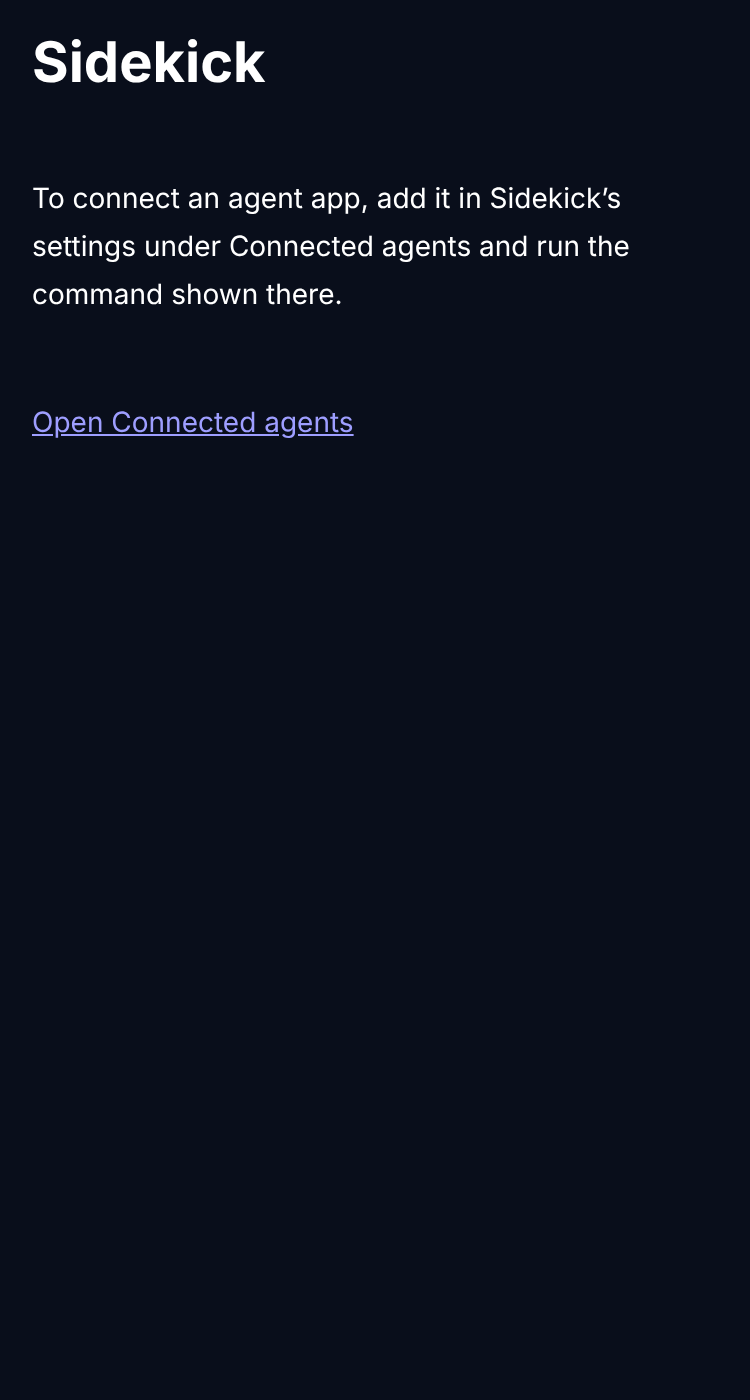 Sidekick
To connect an agent app, add it in Sidekick’s
settings under Connected agents and run the
command shown there.
Open Connected agents